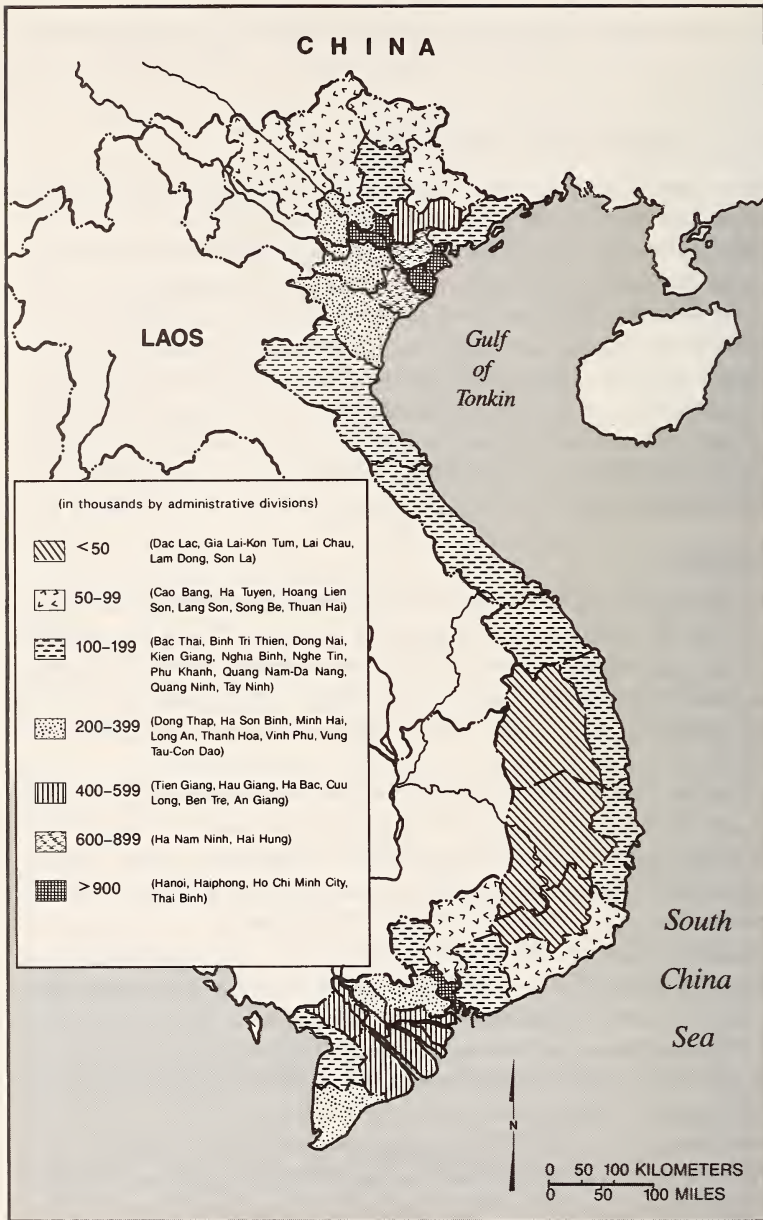 CHINA
LAOS
Gulf
of
Tonkin
(in thousands by administrative divisions)
<50 (Dac Lac, Gia Lai-Kon Tum, Lai Chau,
Lam Dong, Son La)
50–99 (Cao Bang, Ha Tuyen, Hoang Lien
Son, Lang Son, Song Be, Thuan Hai)
100–199 (Bac Thai, Binh Tri Thien, Dong Nai,
Kien Giang, Nghia Binh, Nghe Tin,
Phu Khanh, Quang Nam-Da Nang,
Quang Ninh, Tay Ninh)
200–399 (Dong Thap, Ha Son Binh, Minh Hai,
Long An, Thanh Hoa, Vinh Phu, Vung
Tau-Con Dao)
400–599 (Tien Giang, Hau Giang, Ha Bac, Cuu
Long, Ben Tre, An Giang)
600–899 (Ha Nam Ninh, Hai Hung)
>900 (Hanoi, Haiphong, Ho Chi Minh City,
Thai Binh)
South
China
Sea
N
0 50 100 KILOMETERS
0 50 100 MILES